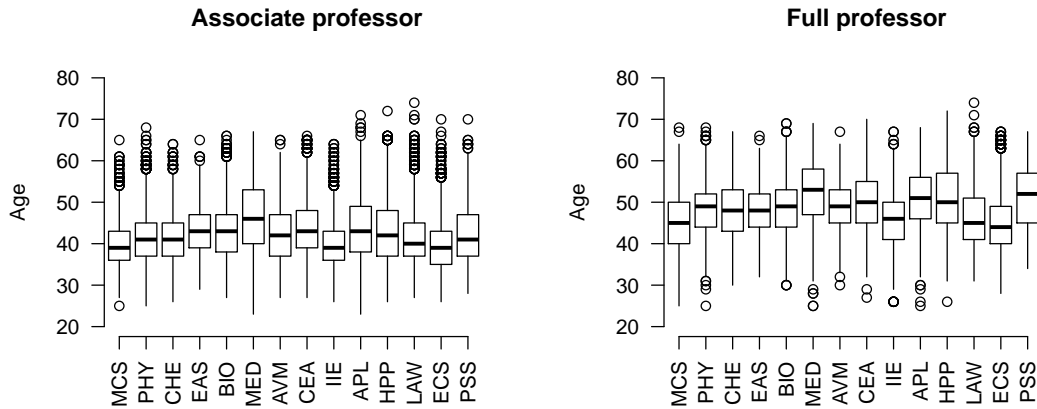 Associate professor
Age
80
70
60
50
40
30
20
MCS
PHY
CHE
EAS
BIO
MED
AVM
CEA
IIE
APL
HPP
LAW
ECS
PSS
Full professor
Age
80
70
60
50
40
30
20
MCS
PHY
CHE
EAS
BIO
MED
AVM
CEA
IIE
APL
HPP
LAW
ECS
PSS